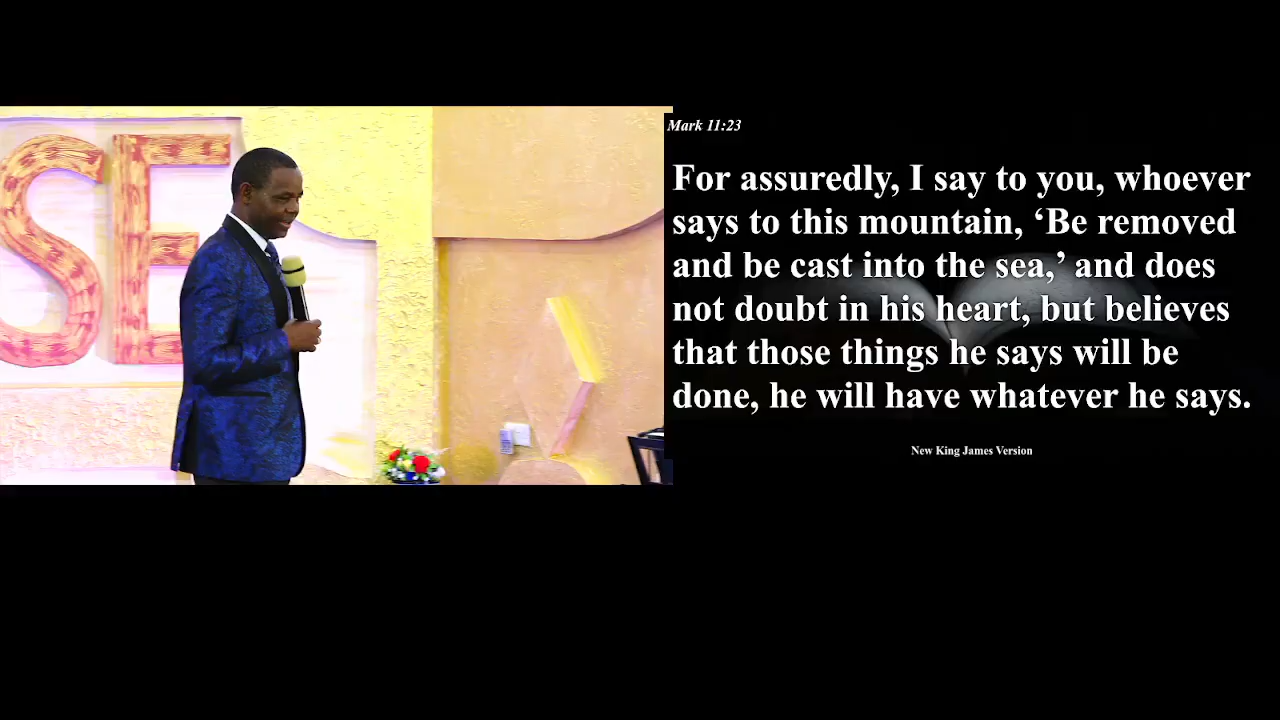 SE
Mark 11:23
For assuredly, I say to you, whoever
says to this mountain, ‘Be removed
and be cast into the sea,’ and does
not doubt in his heart, but believes
that those things he says will be
done, he will have whatever he says.
New King James Version